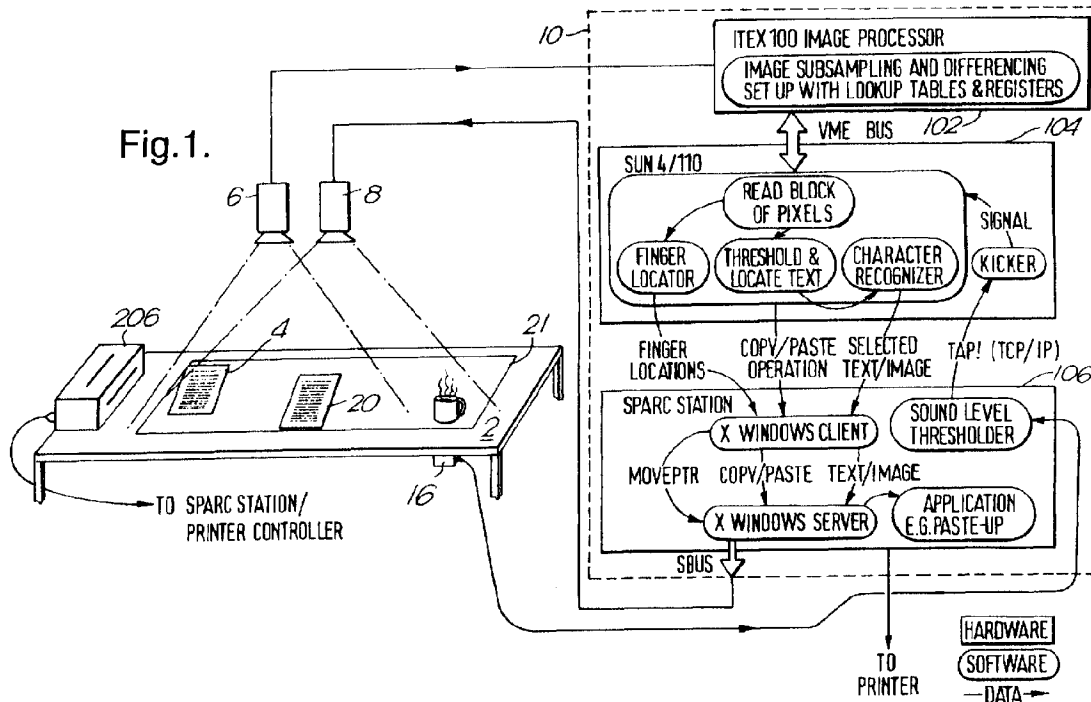 Fig.1.
10
ITEX 100 IMAGE PROCESSOR
IMAGE SUBSAMPLING AND DIFFERENCING
SET UP WITH LOOKUP TABLES & REGISTERS
102
104
VME BUS
SUN 4/110
READ BLOCK
OF PIXELS
FINGER
LOCATOR
THRESHOLD &
LOCATE TEXT
CHARACTER
RECOGNIZER
SIGNAL
KICKER
6
8
206
4
21
20
2
16
TO SPARC STATION/
PRINTER CONTROLLER
FINGER
LOCATIONS
COPY/PASTE
OPERATION
SELECTED
TEXT/IMAGE
TAP! (TCP/IP)
106
SPARC STATION
X WINDOWS CLIENT
SOUND LEVEL
THRESHOLDER
MOVEPTR
COPY/PASTE
TEXT/IMAGE
X WINDOWS SERVER
APPLICATION
E.G. PASTE-UP
SBUS
TO
PRINTER
HARDWARE
SOFTWARE
DATA